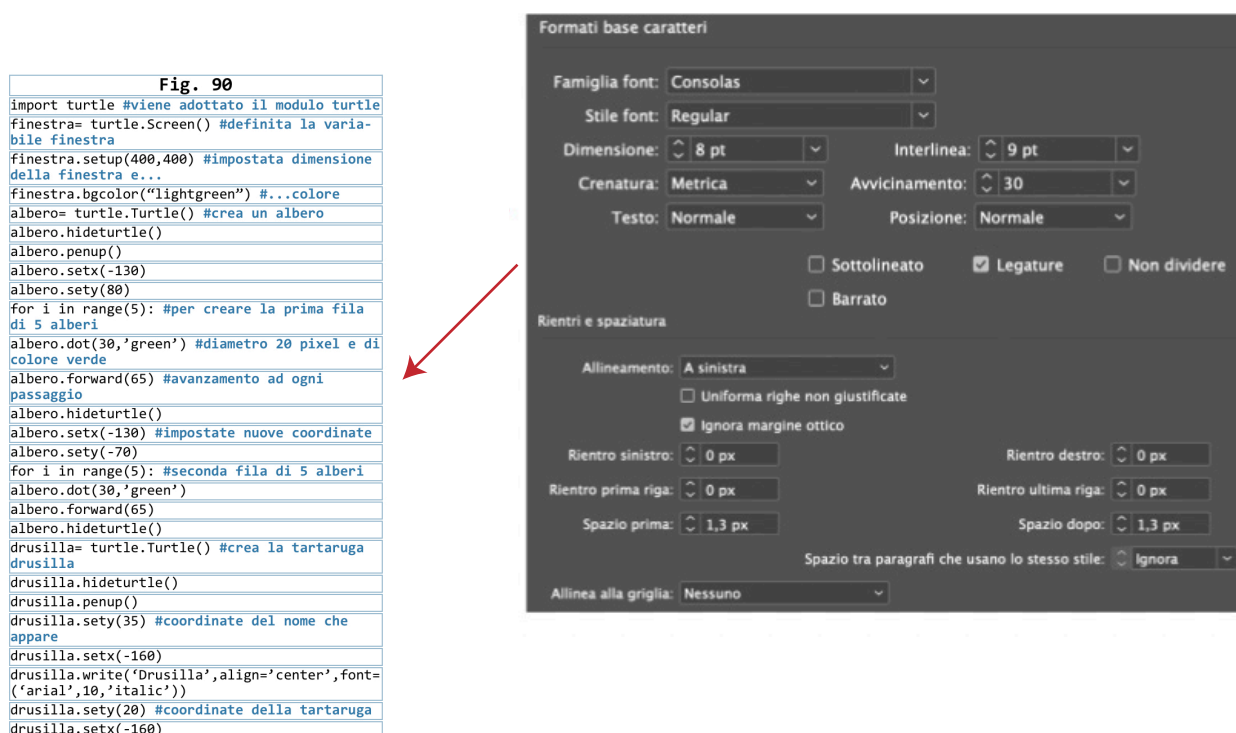 Fig. 90
import turtle #viene adottato il modulo turtle
finestra= turtle.Screen() #definita la varia-
bile finestra
finestra.setup(400,400) #impostata dimensione
della finestra e...
finestra.bgcolor(“lightgreen”) #...colore
albero= turtle.Turtle() #crea un albero
albero.hideturtle()
albero.penup()
albero.setx(-130)
albero.sety(80)
for i in range(5): #per creare la prima fila
di 5 alberi
albero.dot(30,’green’) #diametro 20 pixel e di
colore verde
albero.forward(65) #avanzamento ad ogni
passaggio
albero.hideturtle()
albero.setx(-130) #impostate nuove coordinate
albero.sety(-70)
for i in range(5): #seconda fila di 5 alberi
albero.dot(30,’green’)
albero.forward(65)
albero.hideturtle()
drusilla= turtle.Turtle() #crea la tartaruga
drusilla
drusilla.hideturtle()
drusilla.penup()
drusilla.sety(35) #coordinate del nome che
appare
drusilla.setx(-160)
drusilla.write(‘Drusilla’,align=’center’,font=
(‘arial’,10,’italic’))
drusilla.sety(20) #coordinate della tartaruga
drusilla.setx(-160)
Formati base caratteri
Famiglia font: Consolas
Stile font: Regular
Dimensione: 8 pt Interlinea: 9 pt
Crenatura: Metrica Avvicinamento: 30
Testo: Normale Posizione: Normale
Sottolineato Legature Non dividere
Barrato
Rientri e spaziatura
Allineamento: A sinistra
Uniforma righe non giustificate
Ignora margine ottico
Rientro sinistro: 0 px Rientro destro: 0 px
Rientro prima riga: 0 px Rientro ultima riga: 0 px
Spazio prima: 1,3 px Spazio dopo: 1,3 px
Spazio tra paragrafi che usano lo stesso stile: Ignora
Allinea alla griglia: Nessuno